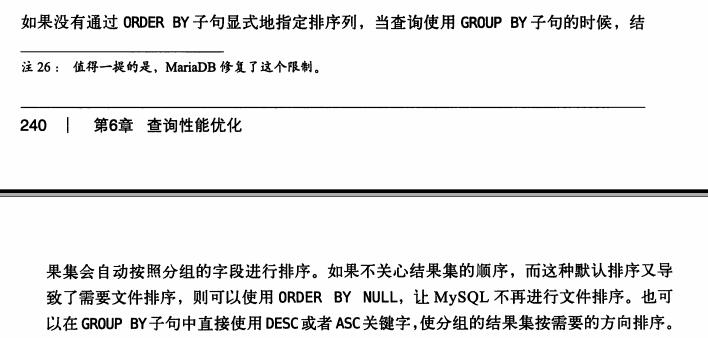 如果没有通过 ORDER BY 子句显式地指定排序列，当查询使用 GROUP BY 子句的时候，结
注 26： 值得一提的是，MariaDB 修复了这个限制。
240 | 第6章 查询性能优化
果集会自动按照分组的字段进行排序。如果不关心结果集的顺序，而这种默认排序又导
致了需要文件排序，则可以使用 ORDER BY NULL，让 MySQL 不再进行文件排序。也可
以在 GROUP BY 子句中直接使用 DESC 或者 ASC 关键字，使分组的结果集按需要的方向排序。